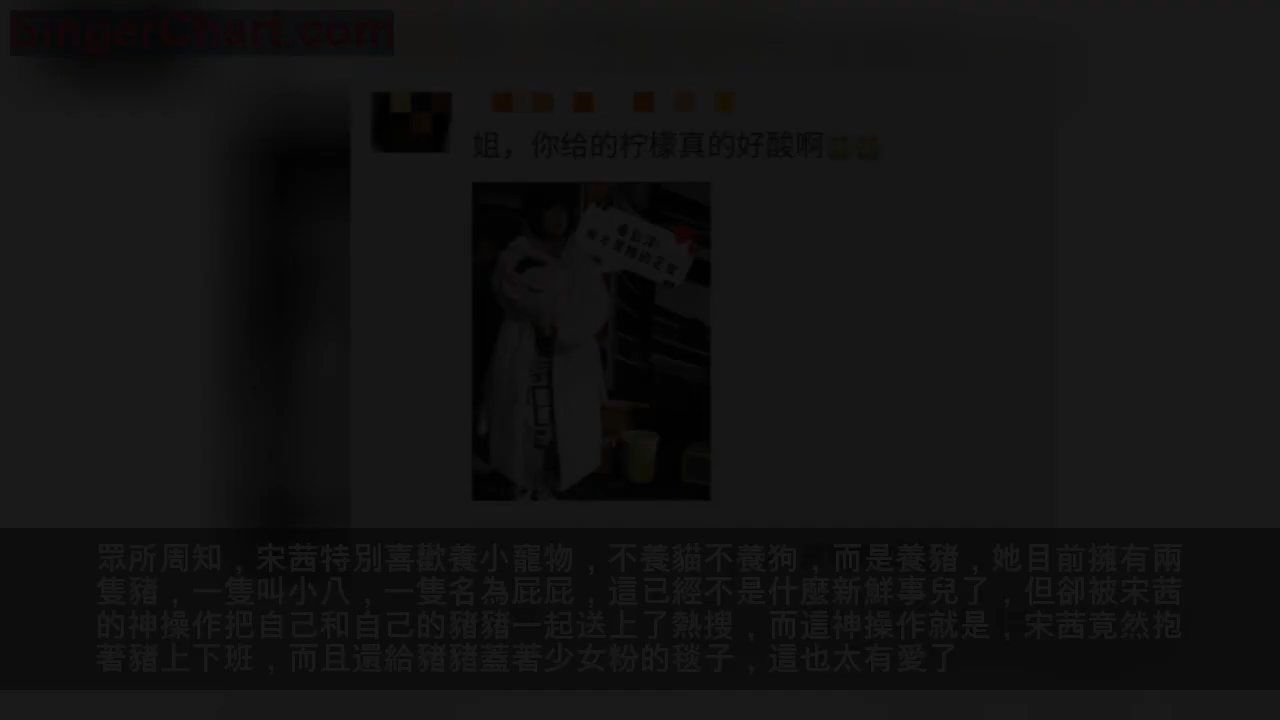 SingerChart.com
姐，你给的柠檬真的好酸啊
眾所周知，宋茜特別喜歡養小寵物，不養貓不養狗，而是養豬，她目前擁有兩
隻豬，一隻叫小八，一隻名為屁屁，這已經不是什麼新鮮事兒了，但卻被宋茜
的神操作把自己和自己的豬豬一起送上了熱搜，而這神操作就是，宋茜竟然抱
著豬上下班，而且還給豬豬蓋著少女粉的毯子，這也太有愛了